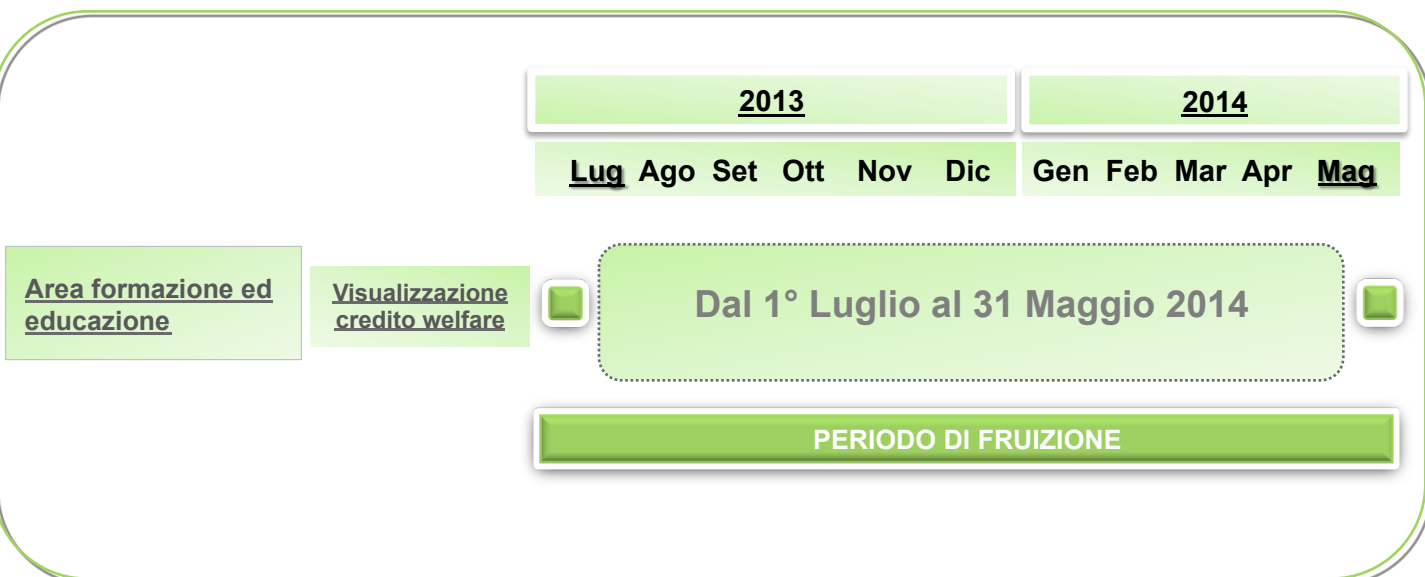 2013
2014
Lug Ago Set Ott Nov Dic
Gen Feb Mar Apr Mag
Area formazione ed
educazione
Visualizzazione
credito welfare
Dal 1° Luglio al 31 Maggio 2014
PERIODO DI FRUIZIONE